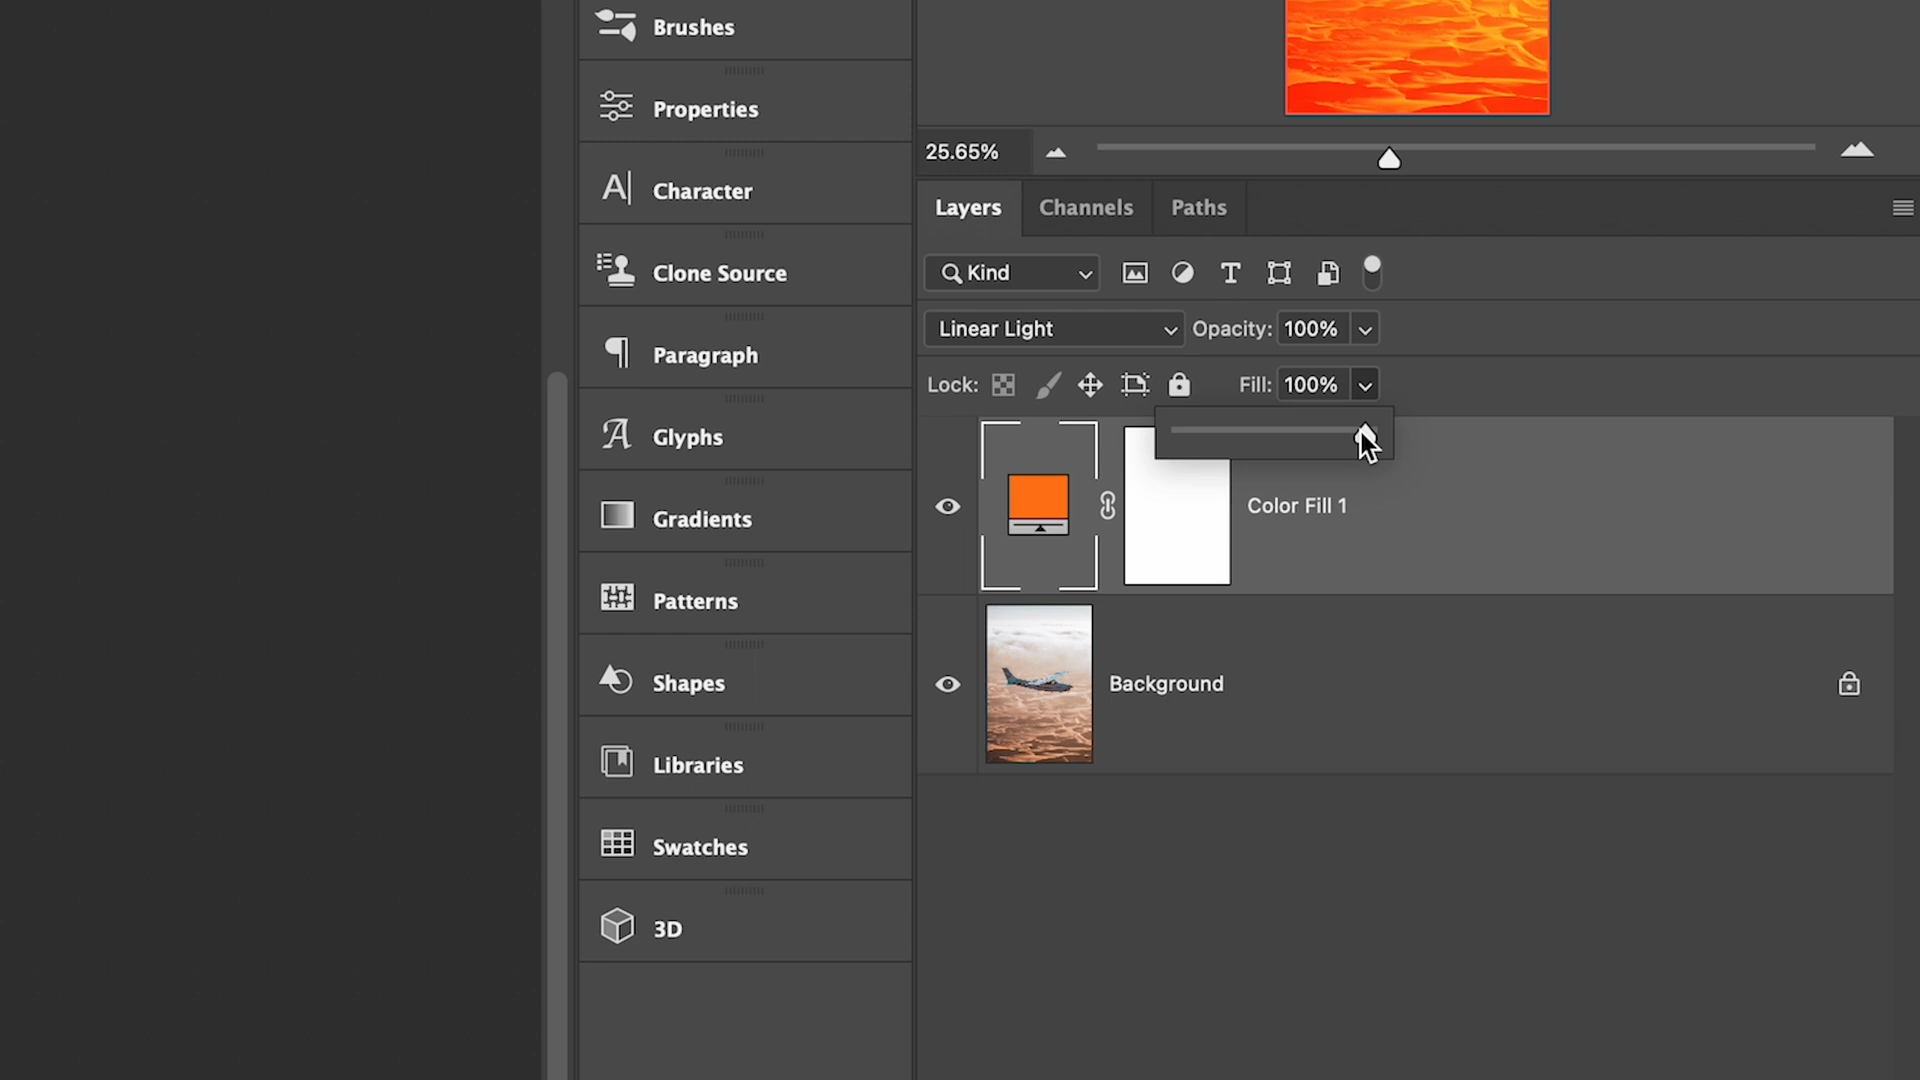 Brushes
Properties
Character
Clone Source
Paragraph
Glyphs
Gradients
Patterns
Shapes
Libraries
Swatches
3D
25.65%
Layers Channels Paths
Kind
Linear Light Opacity: 100%
Lock: Fill: 100%
Color Fill 1
Background